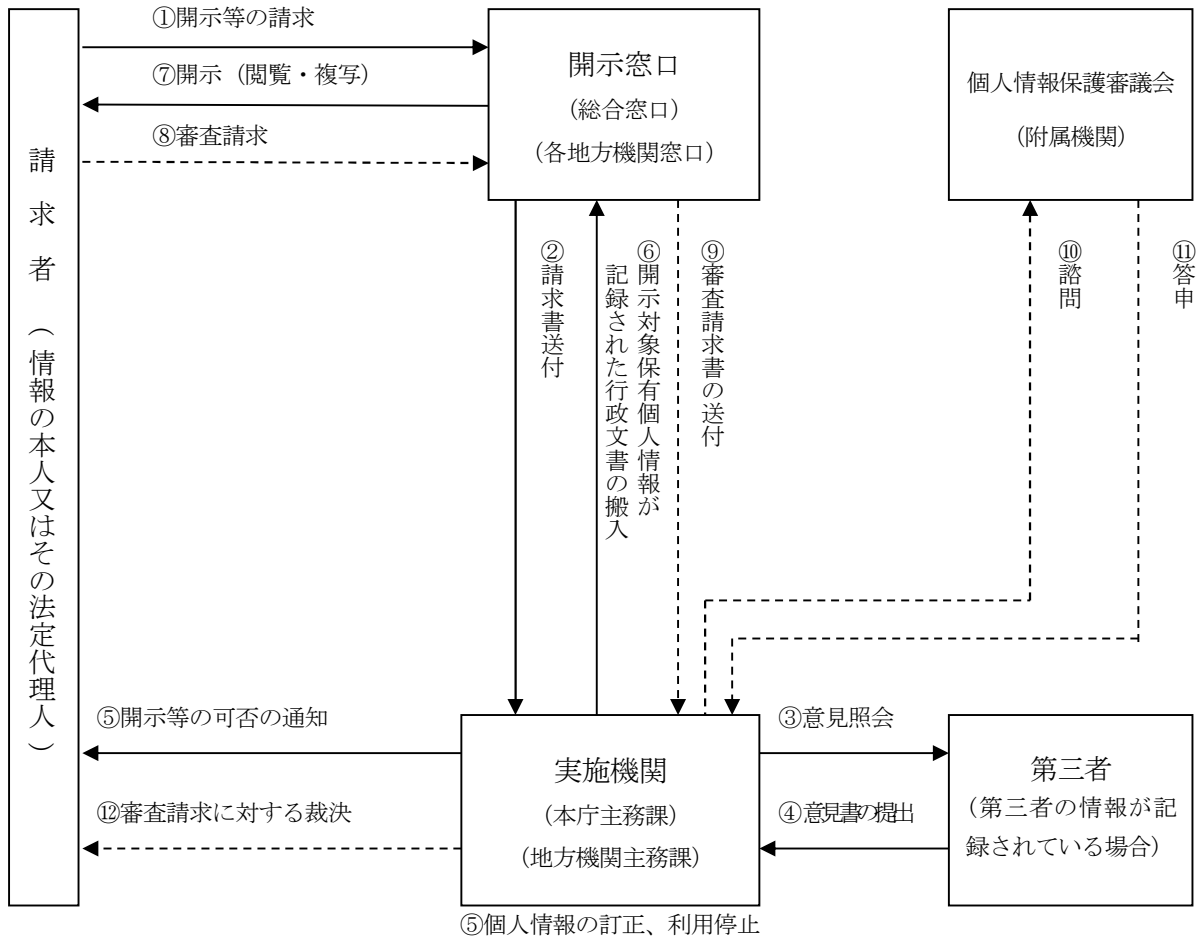 ①開示等の請求
⑦開示（閲覧・複写）
⑧審査請求
開示窓口
（総合窓口）
（各地方機関窓口）
個人情報保護審議会
（附属機関）
請求者（情報の本人又はその法定代理人）
②請求書送付
⑥開示対象保有個人情報が
記録された行政文書の搬入
⑨審査請求書の送付
⑩諮問
⑪答申
⑤開示等の可否の通知
⑫審査請求に対する裁決
実施機関
（本庁主務課）
（地方機関主務課）
③意見照会
④意見書の提出
第三者
（第三者の情報が記
録されている場合）
⑤個人情報の訂正、利用停止